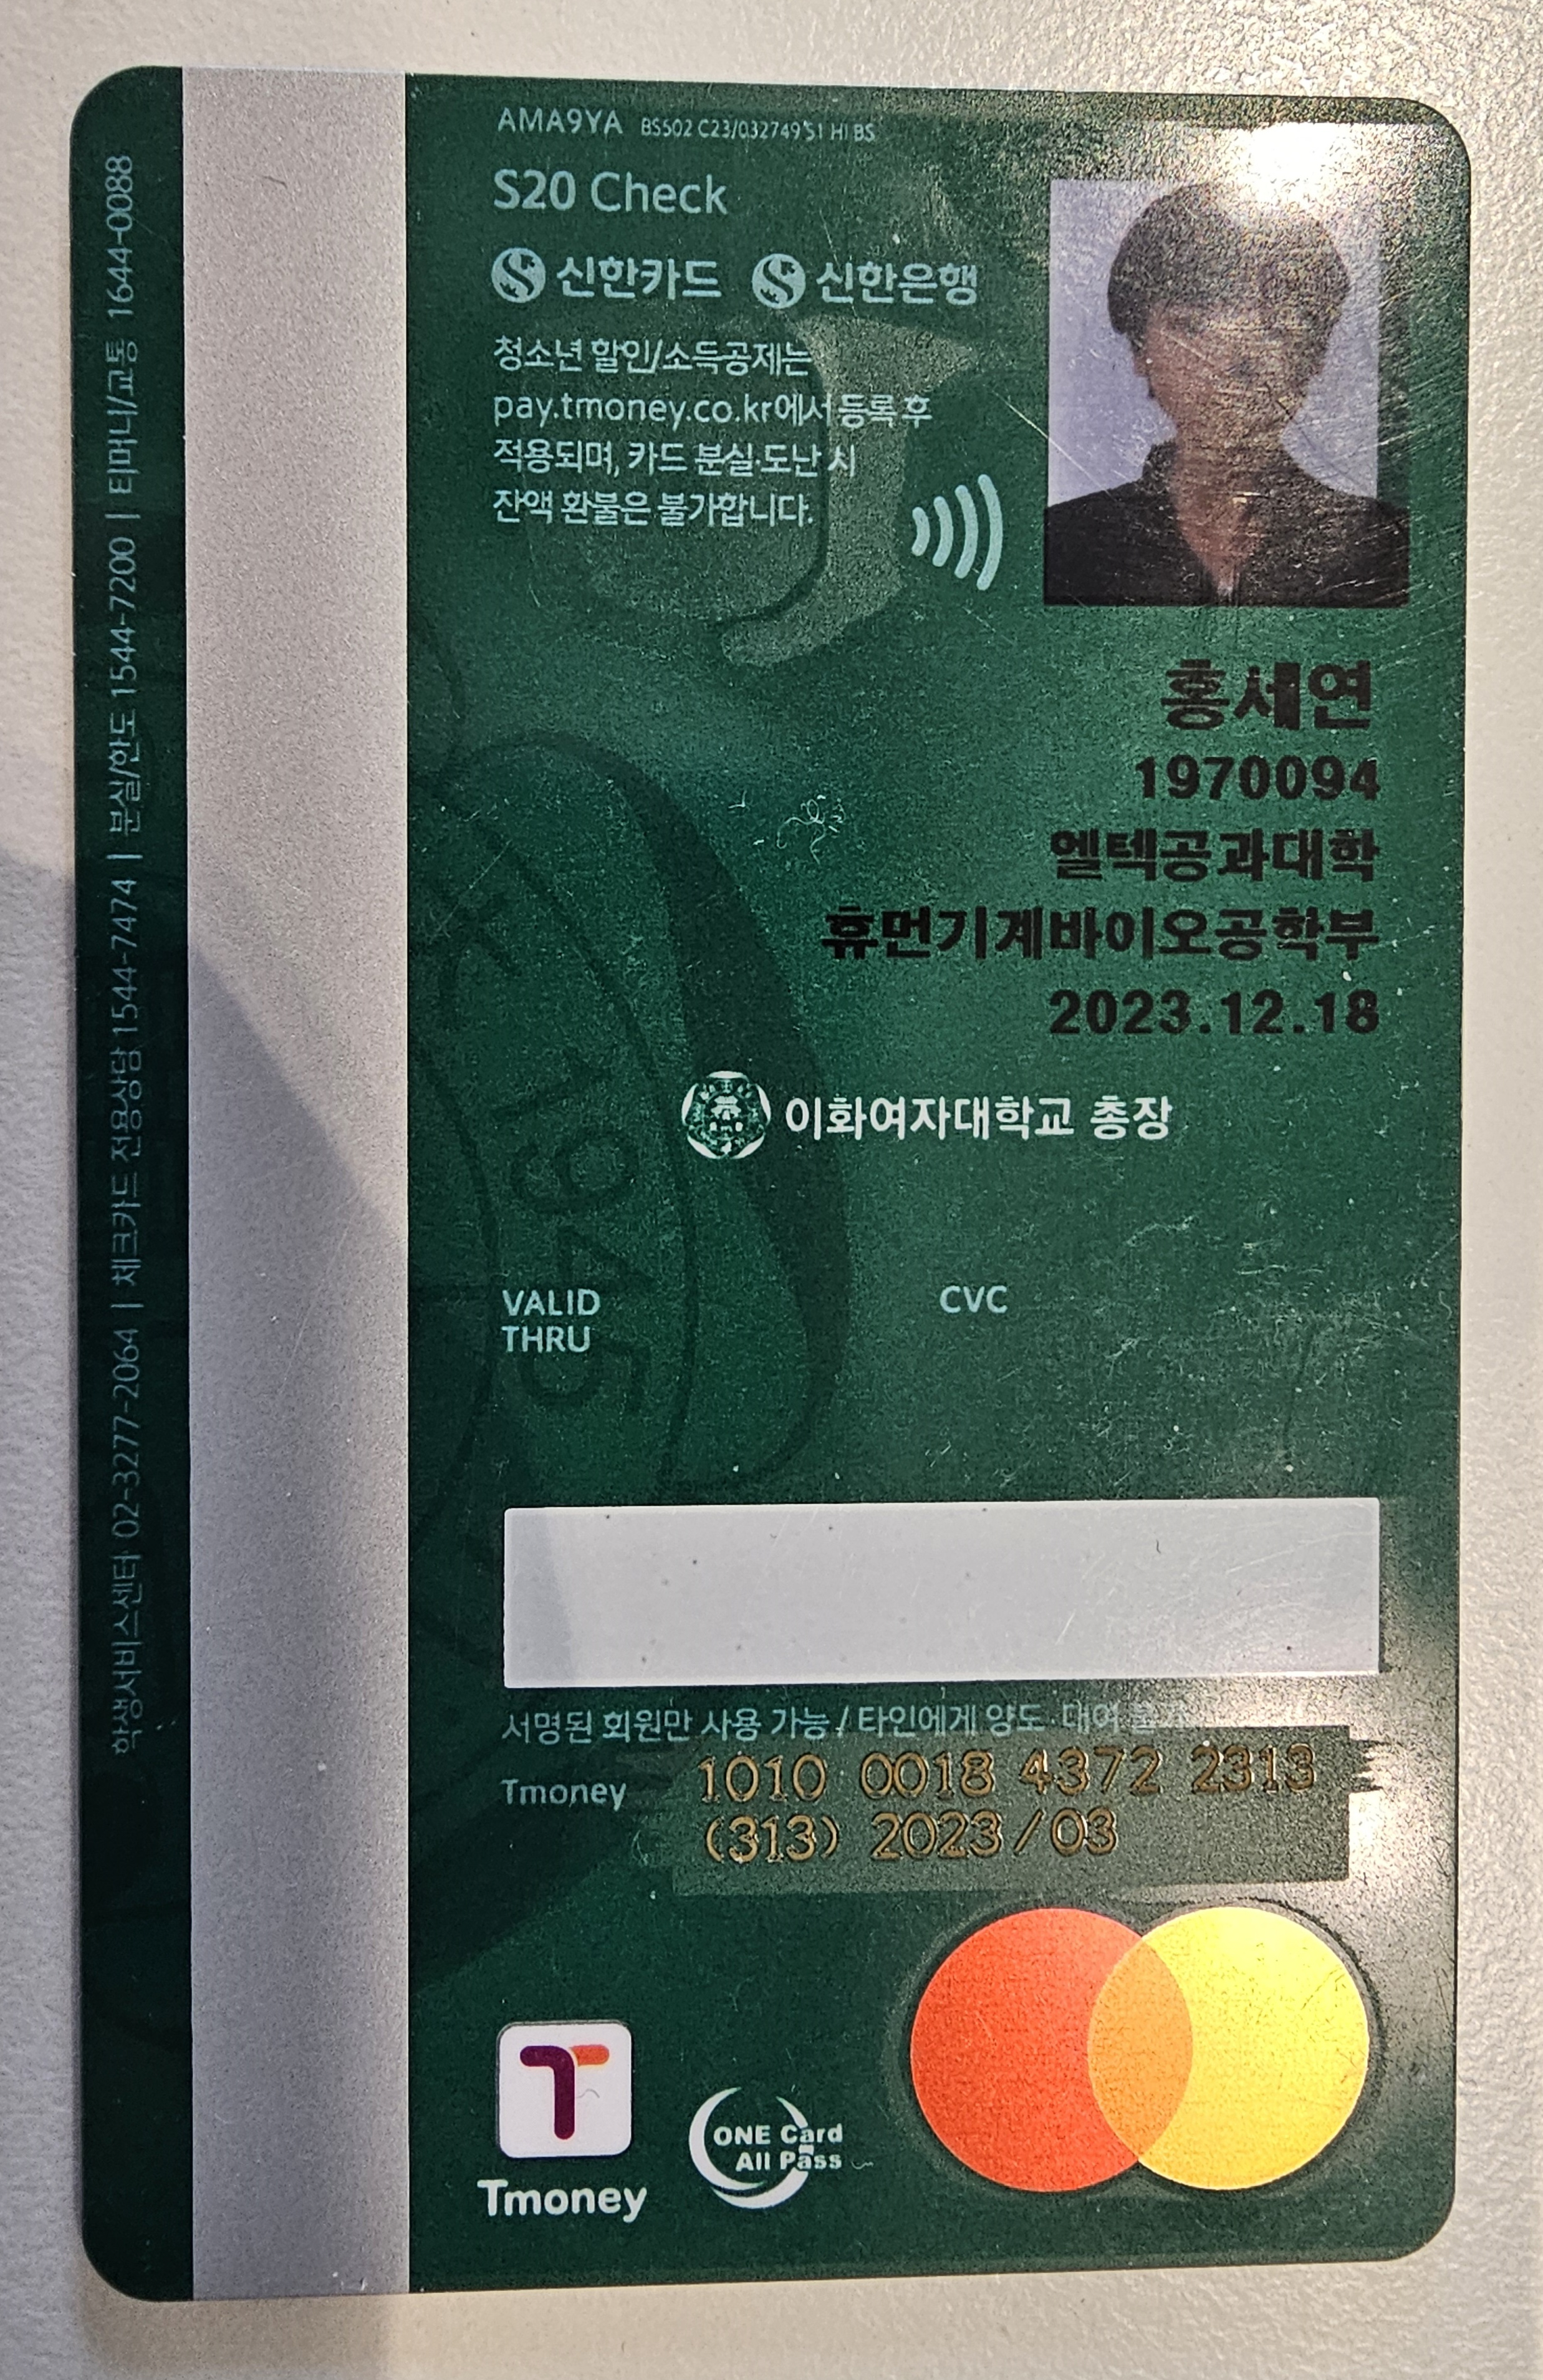 AMA9YA BS502 C23/032749'51 HI BS
S20 Check
신한카드 신한은행
청소년 할인/소득공제는
pay.tmoney.co.kr에서 등록 후
적용되며, 카드 분실·도난 시
잔액 환불은 불가합니다.
홍세연
1970094
엘텍공과대학
휴먼기계바이오공학부
2023.12.18
이화여자대학교 총장
VALID THRU
CVC
서명된 회원만 사용 가능 / 타인에게 양도·대여 불가
Tmoney
1010 0018 4372 2313
(313) 2023/03
Tmoney
ONE Card
All Pass
학생서비스센터 02-3277-2064 | 체크카드 전용상담 1544-7474 | 분실/한도 1544-7200 | 티머니/교통 1644-0088
1945